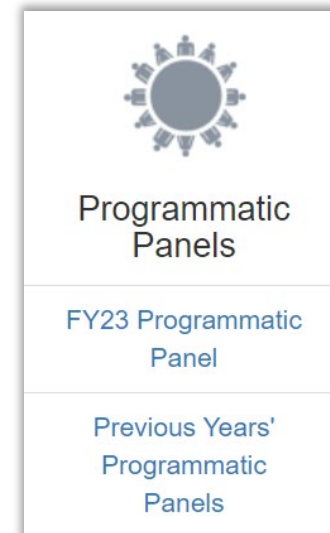 Programmatic
Panels
FY23 Programmatic
Panel
Previous Years'
Programmatic
Panels